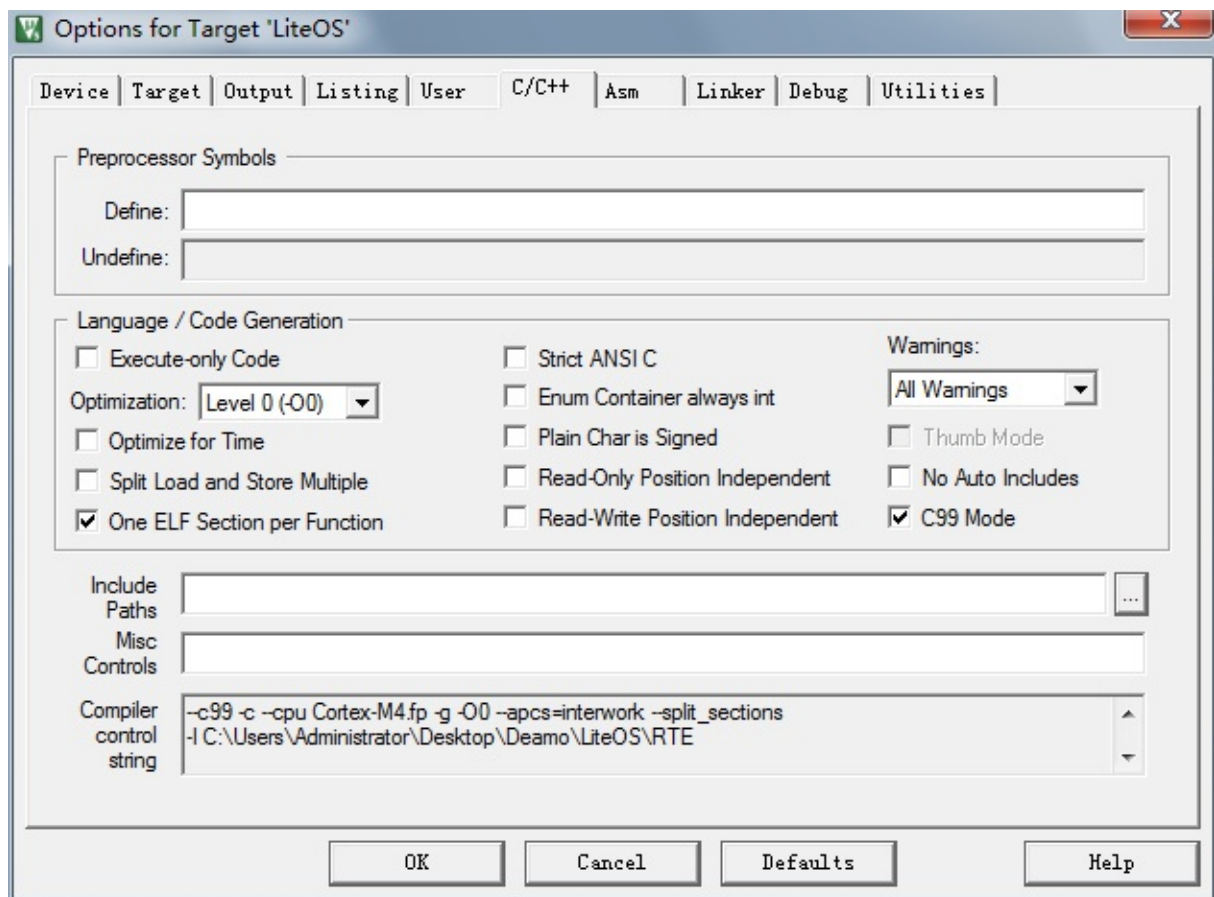 Options for Target 'LiteOS'
Device Target Output Listing User C/C++ Asm Linker Debug Utilities
Preprocessor Symbols
Define:
Undefine:
Language / Code Generation
Execute-only Code
Strict ANSI C
Warnings:
Optimization: Level 0 (-O0)
Enum Container always int
All Warnings
Optimize for Time
Plain Char is Signed
Thumb Mode
Split Load and Store Multiple
Read-Only Position Independent
No Auto Includes
One ELF Section per Function
Read-Write Position Independent
C99 Mode
Include
Paths
...
Misc
Controls
Compiler
control
string
--c99 -c --cpu Cortex-M4.fp -g -O0 --apcs=interwork --split_sections
-I C:\Users\Administrator\Desktop\Deamo\LiteOS\RTE
OK Cancel Defaults Help